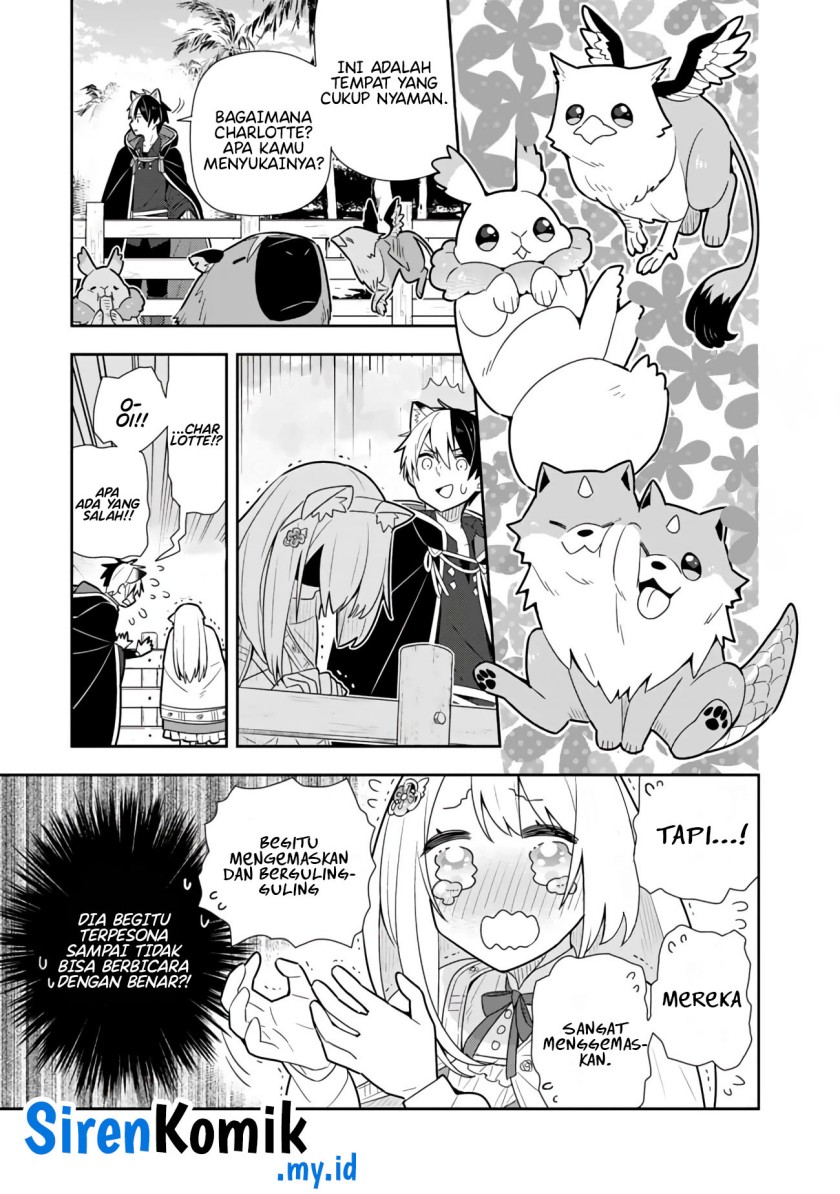 INI ADALAH
TEMPAT YANG
CUKUP NYAMAN.
BAGAIMANA
CHARLOTTE?
APA KAMU
MENYUKAINYA?
...CHAR
LOTTE!?
O-
OI!!
APA
ADA YANG
SALAH!!
TAPI...!
MEREKA
SANGAT
MENGGEMAS-
KAN.
BEGITU
MENGEMASKAN
DAN BERGULING-
GULING
DIA BEGITU
TERPESONA
SAMPAI TIDAK
BISA BERBICARA
DENGAN BENAR?!
SirenKomik
.my.id